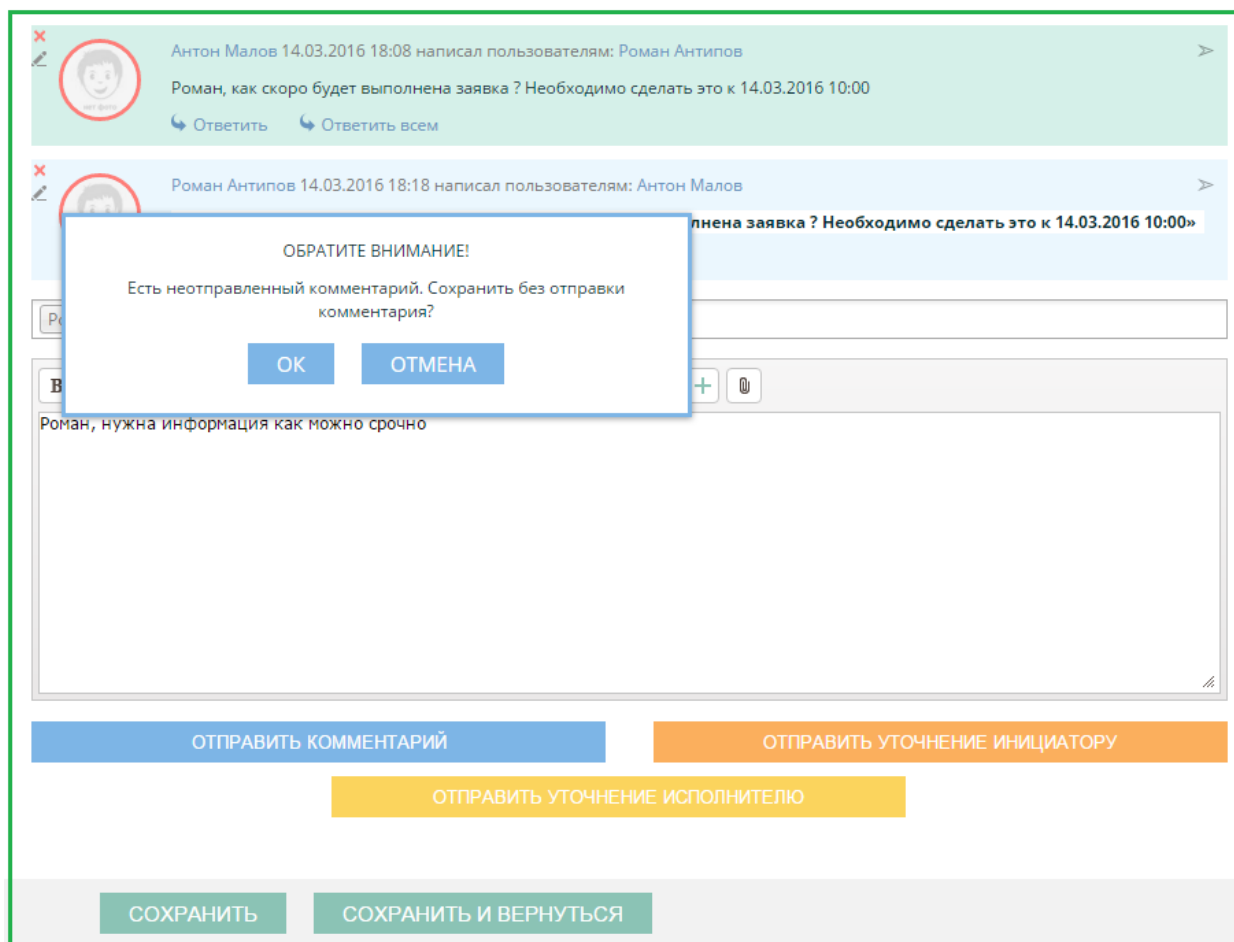 Антон Малов 14.03.2016 18:08 написал пользователям: Роман Антипов
Роман, как скоро будет выполнена заявка ? Необходимо сделать это к 14.03.2016 10:00
Ответить Ответить всем
нет фото
Роман Антипов 14.03.2016 18:18 написал пользователям: Антон Малов
заявка ? Необходимо сделать это к 14.03.2016 10:00»
ОБРАТИТЕ ВНИМАНИЕ!
Есть неотправленный комментарий. Сохранить без отправки
комментария?
ОК ОТМЕНА
B
Роман, нужна информация как можно срочно
ОТПРАВИТЬ КОММЕНТАРИЙ ОТПРАВИТЬ УТОЧНЕНИЕ ИНИЦИАТОРУ
ОТПРАВИТЬ УТОЧНЕНИЕ ИСПОЛНИТЕЛЮ
СОХРАНИТЬ СОХРАНИТЬ И ВЕРНУТЬСЯ